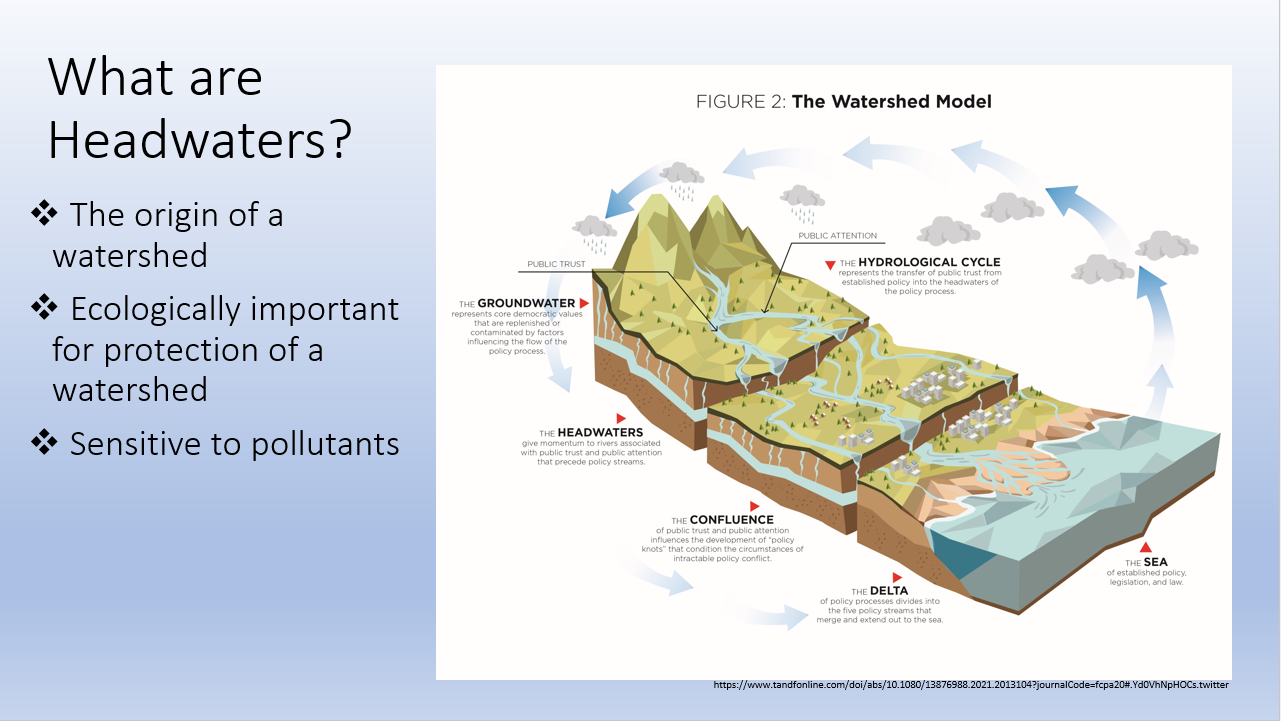 What are
Headwaters?
❖ The origin of a
watershed
❖ Ecologically important
for protection of a
watershed
❖ Sensitive to pollutants
FIGURE 2: The Watershed Model
PUBLIC TRUST
PUBLIC ATTENTION
THE HYDROLOGICAL CYCLE
represents the transfer of public trust from
established policy into the headwaters of
the policy process.
THE GROUNDWATER
represents core democratic values
that are replenished or
contaminated by factors
influencing the flow of the
policy process.
THE HEADWATERS
give momentum to rivers associated
with public trust and public attention
that precede policy streams.
THE CONFLUENCE
of public trust and public attention
influences the development of “policy
knots” that condition the circumstances of
intractable policy conflict.
THE DELTA
of policy processes divides into
the five policy streams that
merge and extend out to the sea.
THE SEA
of established policy,
legislation, and law.
https://www.tandfonline.com/doi/abs/10.1080/13876988.2021.2013104?journalCode=fcpa20#.Yd0VhNpHOCs.twitter